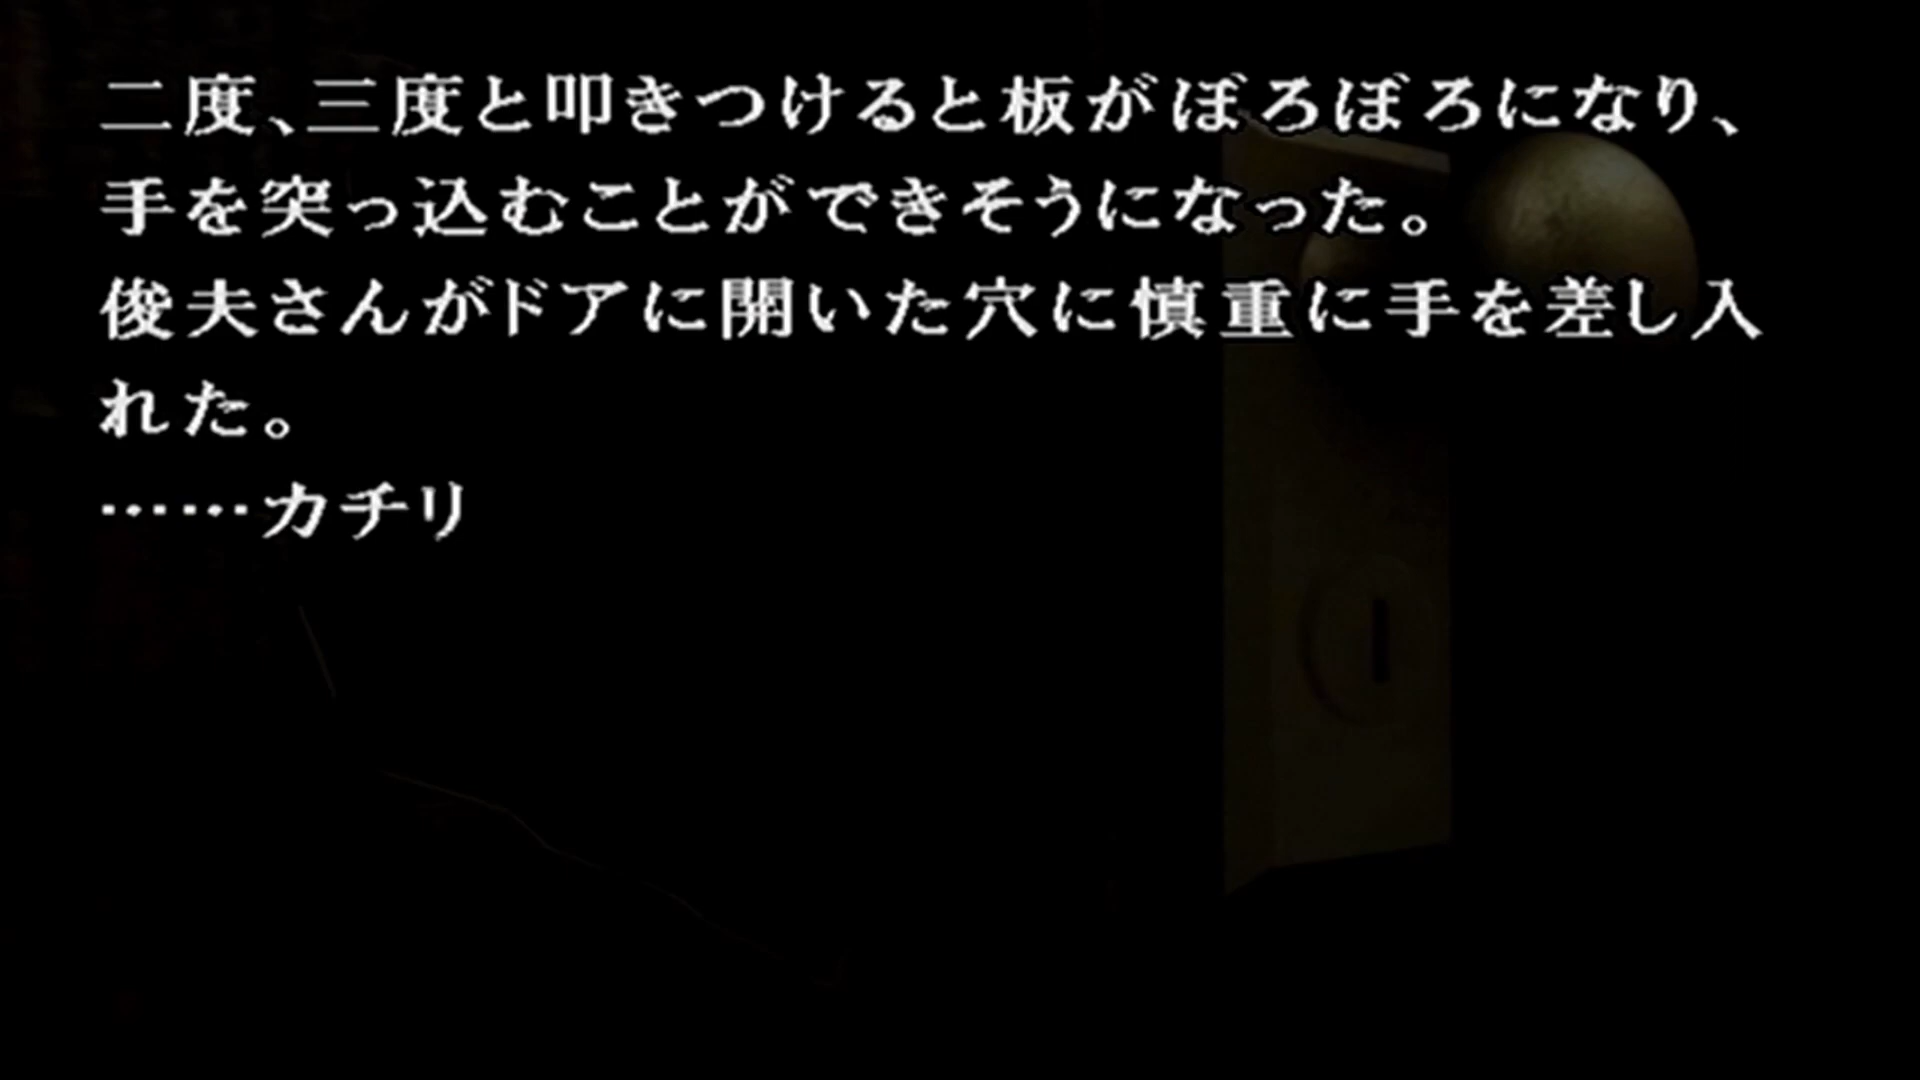 二度、三度と叩きつけると板がぼろぼろになり、
手を突っ込むことができそうになった。
俊夫さんがドアに開いた穴に慎重に手を差し入
れた。
……カチリ